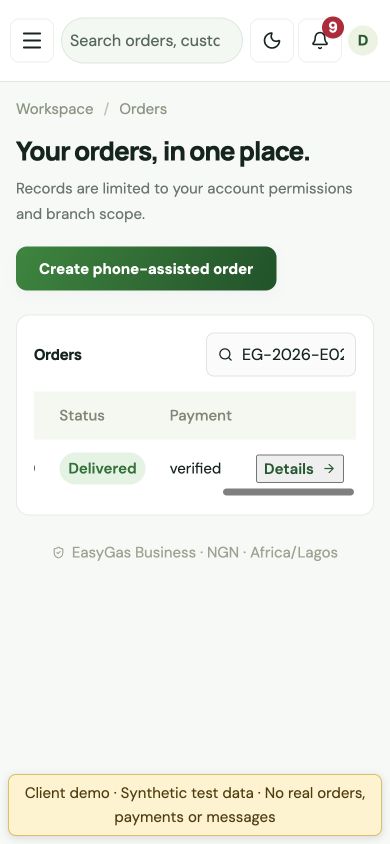 Search orders, custo
9
D
Workspace / Orders
Your orders, in one place.
Records are limited to your account permissions
and branch scope.
Create phone-assisted order
Orders
EG-2026-E02
Status Payment
Delivered verified Details →
EasyGas Business · NGN · Africa/Lagos
Client demo · Synthetic test data · No real orders,
payments or messages